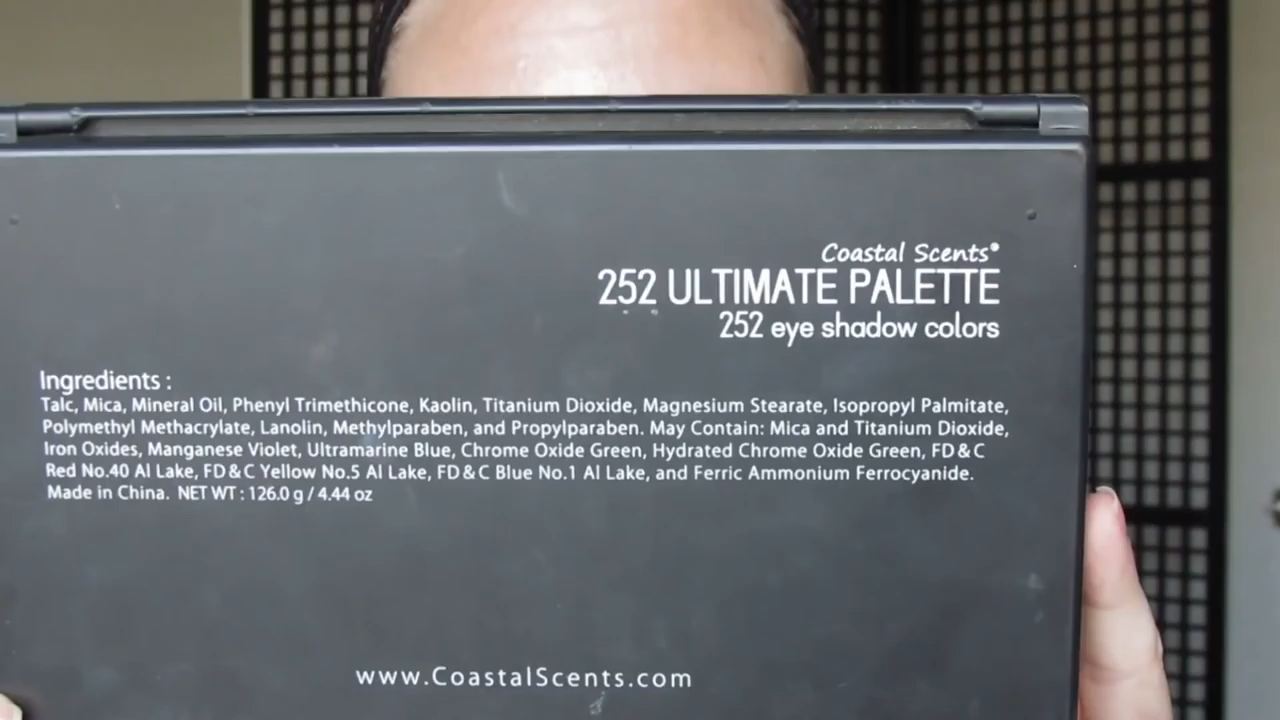 Coastal Scents®
252 ULTIMATE PALETTE
252 eye shadow colors
Ingredients :
Talc, Mica, Mineral Oil, Phenyl Trimethicone, Kaolin, Titanium Dioxide, Magnesium Stearate, Isopropyl Palmitate,
Polymethyl Methacrylate, Lanolin, Methylparaben, and Propylparaben. May Contain: Mica and Titanium Dioxide,
Iron Oxides, Manganese Violet, Ultramarine Blue, Chrome Oxide Green, Hydrated Chrome Oxide Green, FD&C
Red No.40 Al Lake, FD&C Yellow No.5 Al Lake, FD&C Blue No.1 Al Lake, and Ferric Ammonium Ferrocyanide.
Made in China. NET WT : 126.0 g / 4.44 oz
www.CoastalScents.com